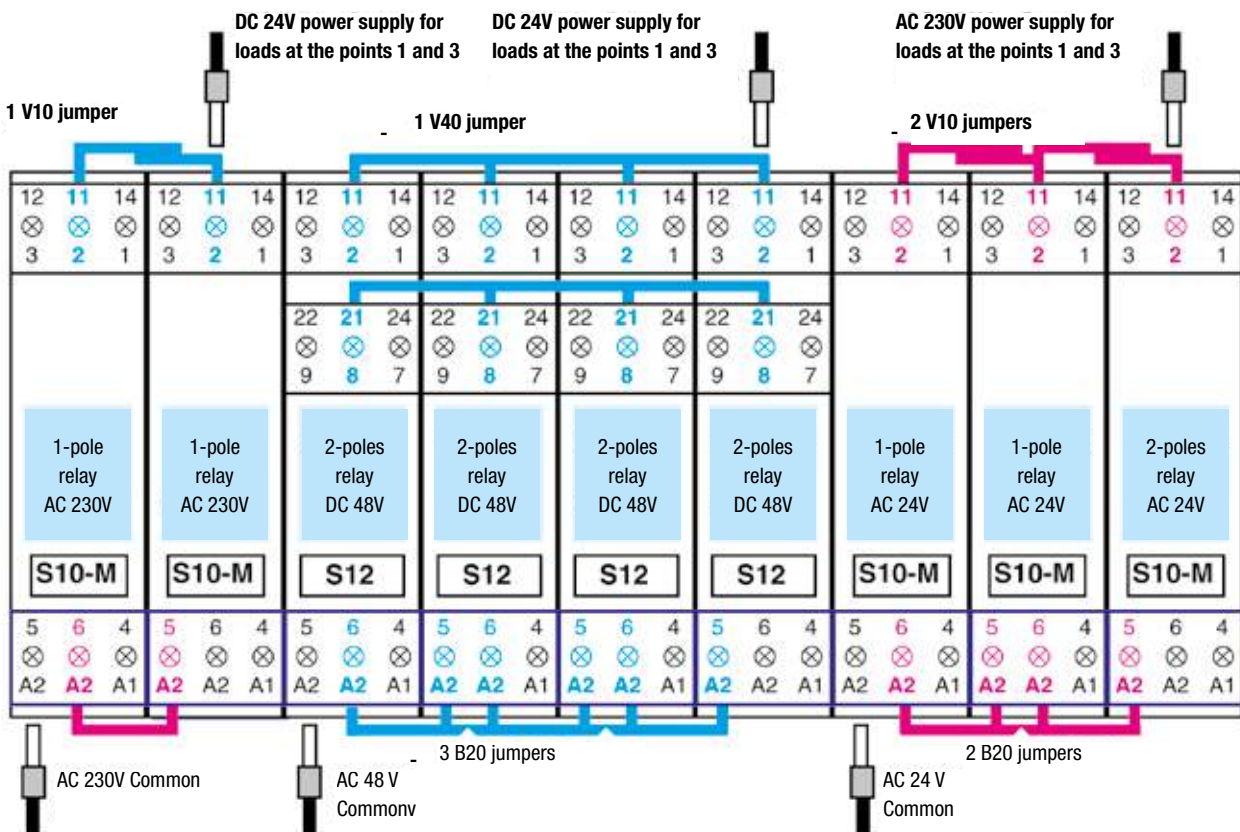 DC 24V power supply for
loads at the points 1 and 3
DC 24V power supply for
loads at the points 1 and 3
AC 230V power supply for
loads at the points 1 and 3
1 V10 jumper
- 1 V40 jumper
- 2 V10 jumpers
12 11 14 12 11 14 12 11 14 12 11 14 12 11 14 12 11 14 12 11 14 12 11 14 12 11 14
3 2 1 3 2 1 3 2 1 3 2 1 3 2 1 3 2 1 3 2 1 3 2 1 3 2 1
22 21 24 22 21 24 22 21 24 22 21 24
9 8 7 9 8 7 9 8 7 9 8 7
1-pole
relay
AC 230V
1-pole
relay
AC 230V
2-poles
relay
DC 48V
2-poles
relay
DC 48V
2-poles
relay
DC 48V
2-poles
relay
DC 48V
1-pole
relay
AC 24V
1-pole
relay
AC 24V
2-poles
relay
AC 24V
S10-M S10-M S12 S12 S12 S12 S10-M S10-M S10-M
5 6 4 5 6 4 5 6 4 5 6 4 5 6 4 5 6 4 5 6 4 5 6 4 5 6 4
A2 A2 A1 A2 A2 A1 A2 A2 A1 A2 A2 A1 A2 A2 A1 A2 A2 A1 A2 A2 A1 A2 A2 A1 A2 A2 A1
AC 230V Common
- 3 B20 jumpers
2 B20 jumpers
AC 48 V
Commonv
AC 24 V
Common